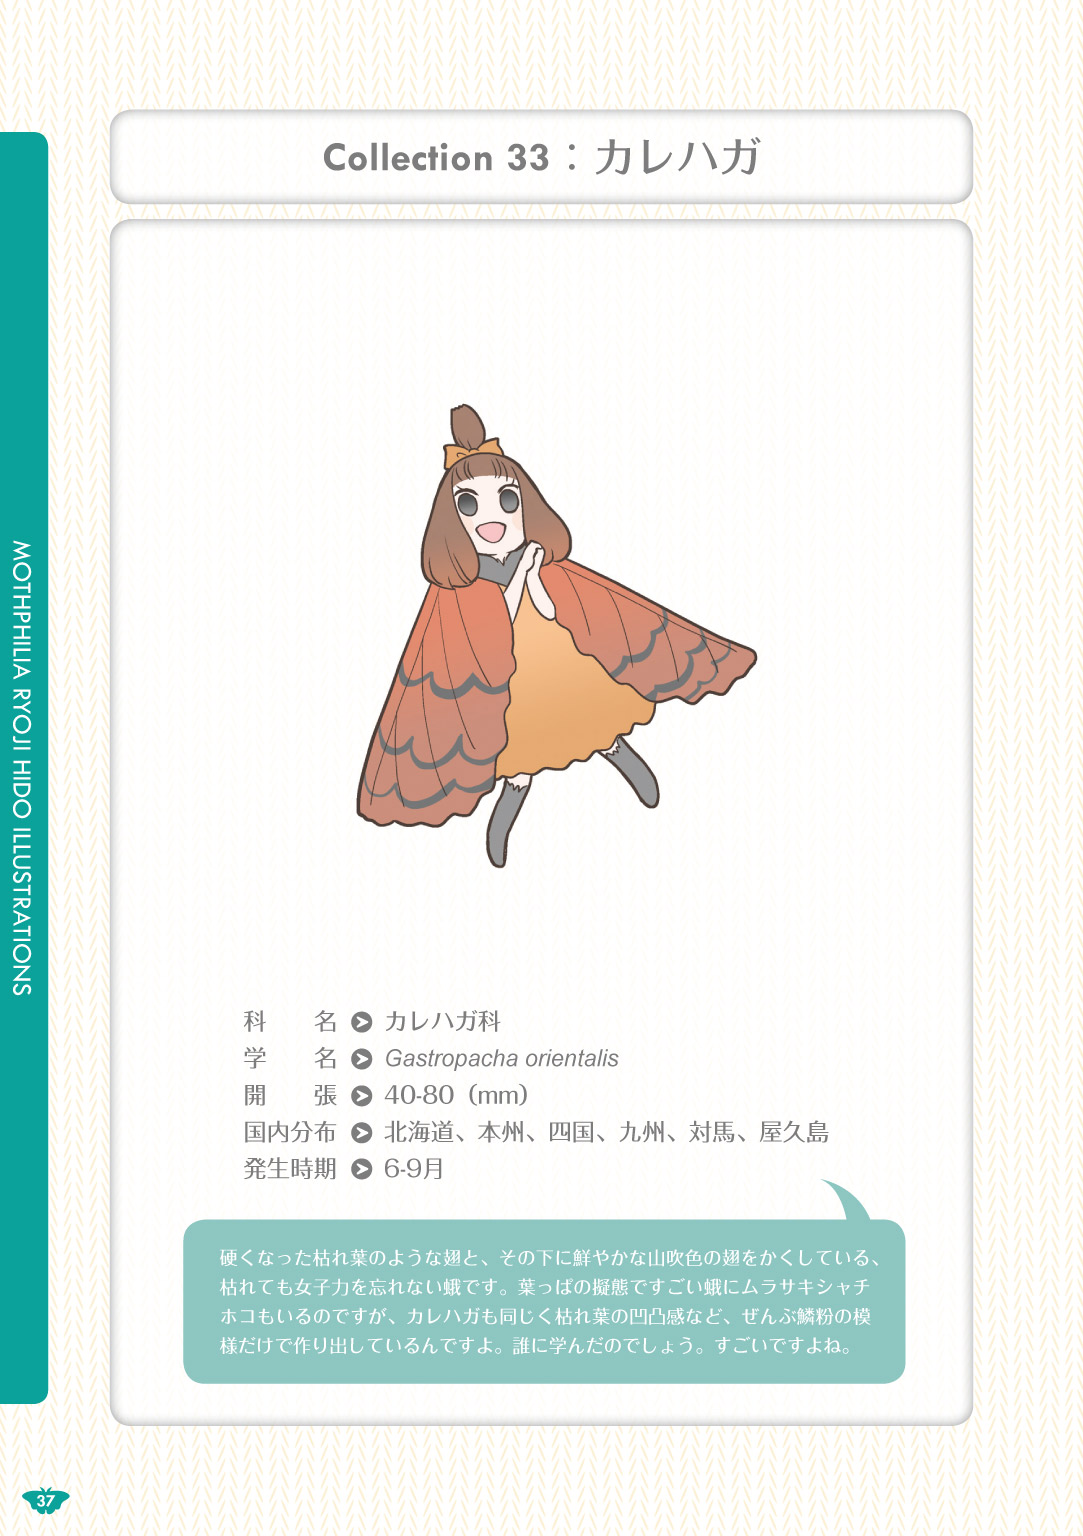 Collection 33：カレハガ
MOTHPHILIA RYOJI HIDO ILLUSTRATIONS
科　　名 カレハガ科
学　　名 Gastropacha orientalis
開　　張 40-80（mm）
国内分布 北海道、本州、四国、九州、対馬、屋久島
発生時期 6-9月
硬くなった枯れ葉のような翅と、その下に鮮やかな山吹色の翅をかくしている、
枯れても女子力を忘れない蛾です。葉っぱの擬態ですごい蛾にムラサキシャチ
ホコもいるのですが、カレハガも同じく枯れ葉の凹凸感など、ぜんぶ鱗粉の模
様だけで作り出しているんですよ。誰に学んだのでしょう。すごいですよね。
37